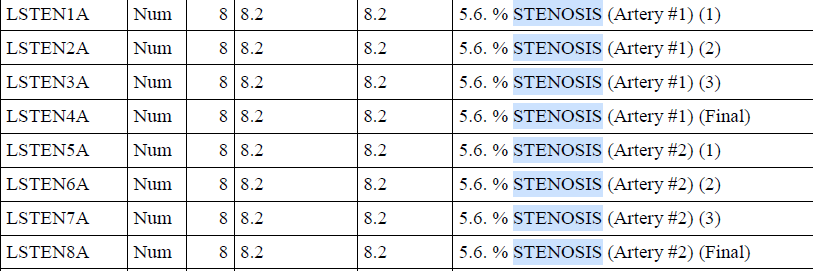 LSTEN1A Num 8 8.2 8.2 5.6. % STENOSIS (Artery #1) (1)
LSTEN2A Num 8 8.2 8.2 5.6. % STENOSIS (Artery #1) (2)
LSTEN3A Num 8 8.2 8.2 5.6. % STENOSIS (Artery #1) (3)
LSTEN4A Num 8 8.2 8.2 5.6. % STENOSIS (Artery #1) (Final)
LSTEN5A Num 8 8.2 8.2 5.6. % STENOSIS (Artery #2) (1)
LSTEN6A Num 8 8.2 8.2 5.6. % STENOSIS (Artery #2) (2)
LSTEN7A Num 8 8.2 8.2 5.6. % STENOSIS (Artery #2) (3)
LSTEN8A Num 8 8.2 8.2 5.6. % STENOSIS (Artery #2) (Final)